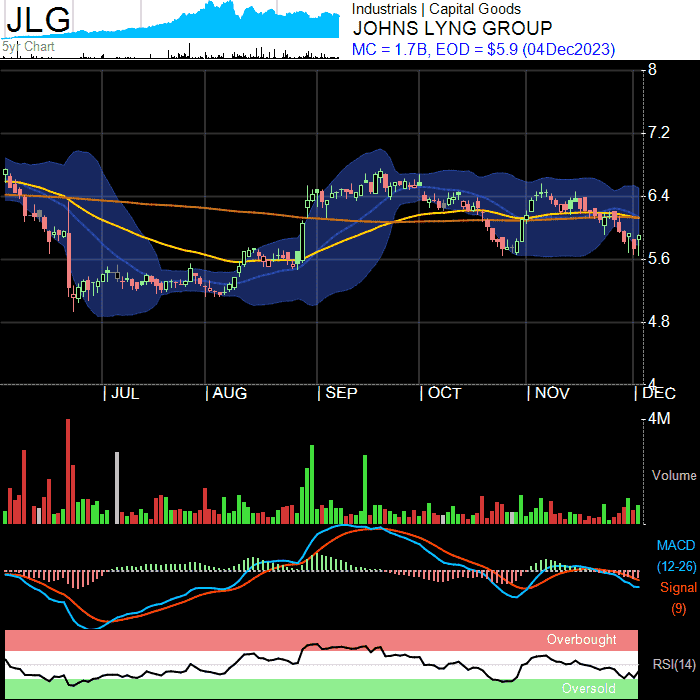 JLG
5yr Chart
Industrials | Capital Goods
JOHNS LYNG GROUP
MC = 1.7B, EOD = $5.9 (04Dec2023)
8
7.2
6.4
5.6
4.8
4
JUL AUG SEP OCT NOV DEC
4M
Volume
MACD
(12-26)
Signal
(9)
Overbought
RSI(14)
Oversold